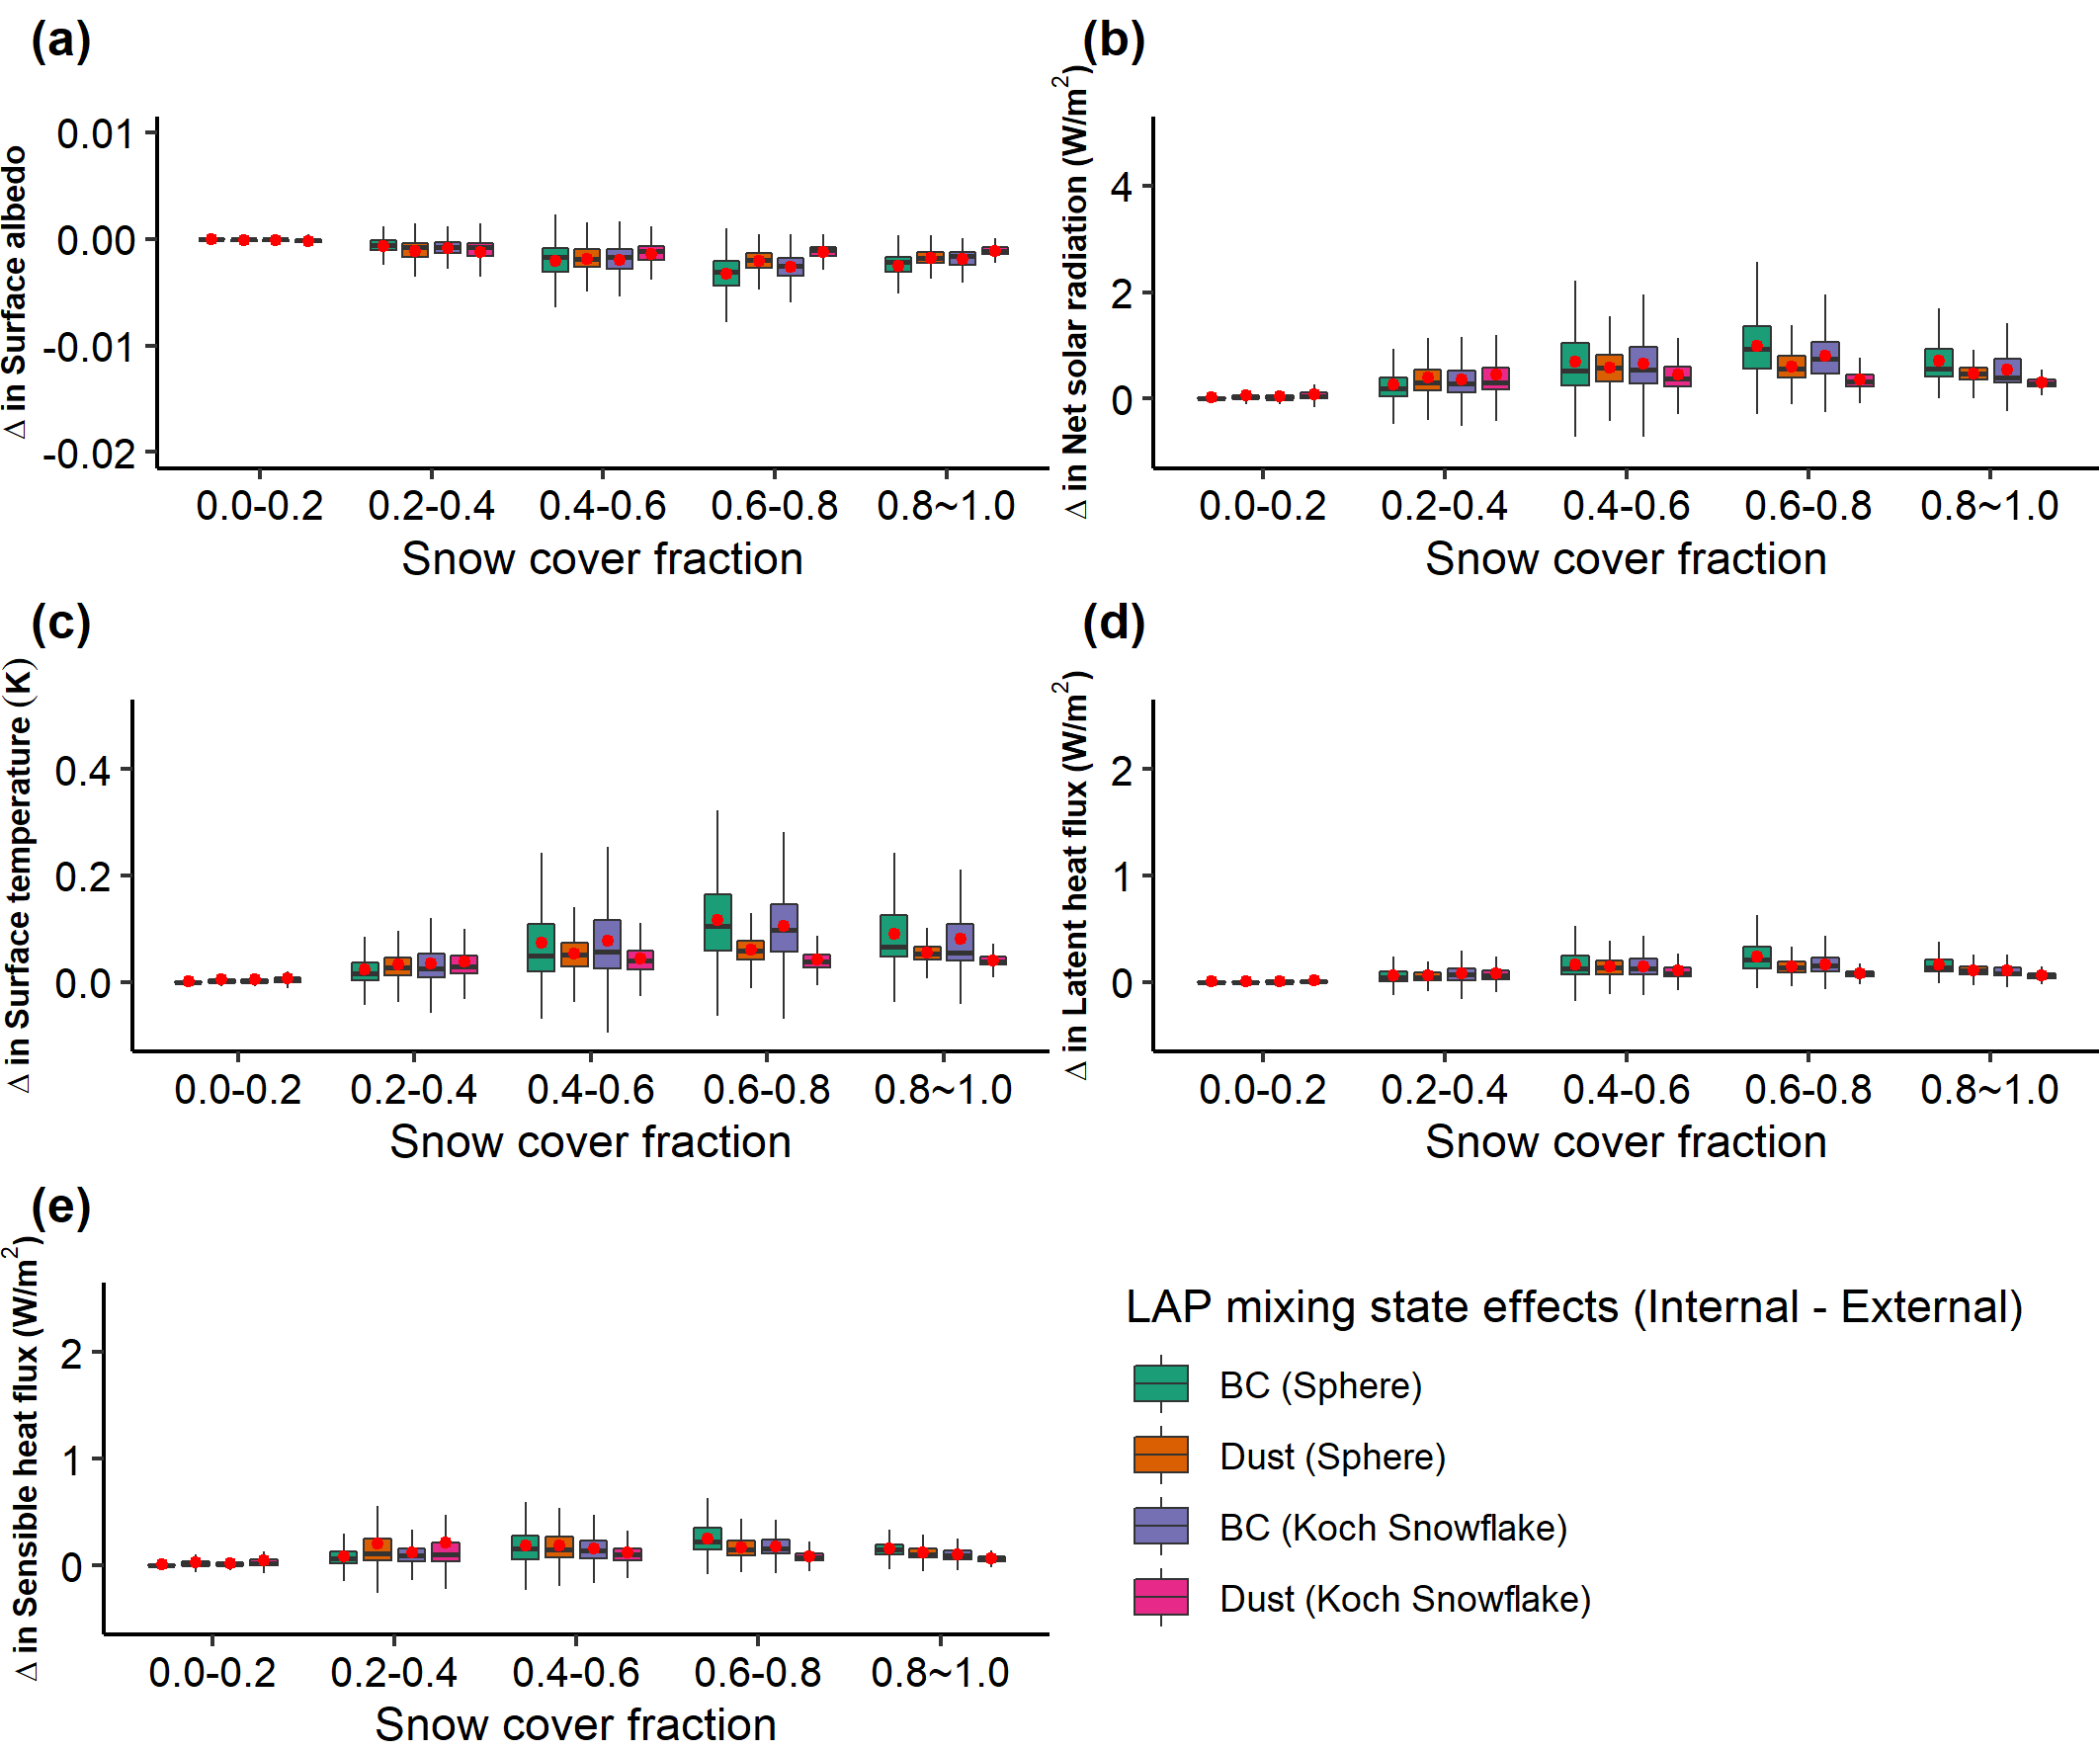 (a)
Δ in Surface albedo
0.01
0.00
-0.01
-0.02
0.0-0.2 0.2-0.4 0.4-0.6 0.6-0.8 0.8~1.0
Snow cover fraction
(b)
Δ in Net solar radiation (W/m²)
4
2
0
0.0-0.2 0.2-0.4 0.4-0.6 0.6-0.8 0.8~1.0
Snow cover fraction
(c)
Δ in Surface temperature (K)
0.4
0.2
0.0
0.0-0.2 0.2-0.4 0.4-0.6 0.6-0.8 0.8~1.0
Snow cover fraction
(d)
Δ in Latent heat flux (W/m²)
2
1
0
0.0-0.2 0.2-0.4 0.4-0.6 0.6-0.8 0.8~1.0
Snow cover fraction
(e)
Δ in Sensible heat flux (W/m²)
2
1
0
0.0-0.2 0.2-0.4 0.4-0.6 0.6-0.8 0.8~1.0
Snow cover fraction
LAP mixing state effects (Internal - External)
BC (Sphere)
Dust (Sphere)
BC (Koch Snowflake)
Dust (Koch Snowflake)